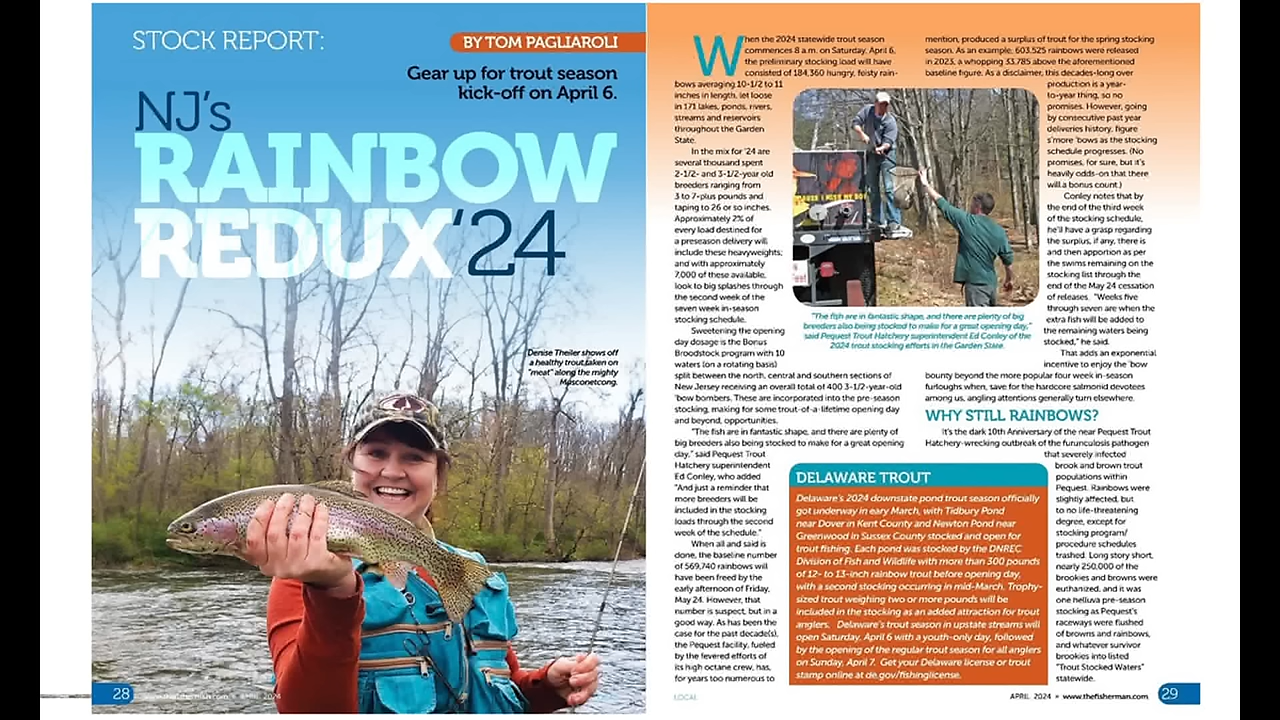 STOCK REPORT:
BY TOM PAGLIAROLI
Gear up for trout season
kick-off on April 6.
NJ's
RAINBOW
REDUX '24
Denise Theiler shows off
a healthy trout taken on
"meat" along the mighty
Musconetcong.
28
www.thefisherman.com • APRIL 2024
When the 2024 statewide trout season
commences 8 a.m. on Saturday, April 6,
the preliminary stocking load will have
consisted of 184,360 hungry, feisty rain-
bows averaging 10-1/2 to 11
inches in length, let loose
in 171 lakes, ponds, rivers,
streams and reservoirs
throughout the Garden
State.
In the mix for '24 are
several thousand spent
2-1/2- and 3-1/2-year old
breeders ranging from
3 to 7-plus pounds and
taping to 26 or so inches.
Approximately 2% of
every load destined for
a preseason delivery will
include these heavyweights;
and with approximately
7,000 of these available,
look to big splashes through
the second week of the
seven week in-season
stocking schedule.
Sweetening the opening
day dosage is the Bonus
Broodstock program with 10
waters (on a rotating basis)
split between the north, central and southern sections of
New Jersey receiving an overall total of 400 3-1/2-year-old
'bow bombers. These are incorporated into the pre-season
stocking, making for some trout-of-a-lifetime opening day
and beyond, opportunities.
"The fish are in fantastic shape, and there are plenty of
big breeders also being stocked to make for a great opening
day," said Pequest Trout
Hatchery superintendent
Ed Conley, who added
"And just a reminder that
more breeders will be
included in the stocking
loads through the second
week of the schedule."
When all and said is
done, the baseline number
of 569,740 rainbows will
have been freed by the
early afternoon of Friday,
May 24. However, that
number is suspect, but in a
good way. As has been the
case for the past decade(s),
the Pequest facility, fueled
by the fevered efforts of
its high octane crew, has,
for years too numerous to
mention, produced a surplus of trout for the spring stocking
season. As an example, 603,525 rainbows were released
in 2023, a whopping 33,785 above the aforementioned
baseline figure. As a disclaimer, this decades-long over
production is a year-
to-year thing, so no
promises. However, going
by consecutive past year
deliveries history, figure
s'more 'bows as the stocking
schedule progresses. (No
promises, for sure, but it's
heavily odds-on that there
will a bonus count.)
Conley notes that by
the end of the third week
of the stocking schedule,
he'll have a grasp regarding
the surplus, if any, there is
and then apportion as per
the swims remaining on the
stocking list through the
end of the May 24 cessation
of releases. "Weeks five
through seven are when the
extra fish will be added to
the remaining waters being
stocked," he said.
That adds an exponential
incentive to enjoy the 'bow
bounty beyond the more popular four week in-season
furloughs when, save for the hardcore salmonid devotees
among us, angling attentions generally turn elsewhere.
"The fish are in fantastic shape, and there are plenty of big
breeders also being stocked to make for a great opening day,"
said Pequest Trout Hatchery superintendent Ed Conley of the
2024 trout stocking efforts in the Garden State.
WHY STILL RAINBOWS?
It's the dark 10th Anniversary of the near Pequest Trout
Hatchery-wrecking outbreak of the furunculosis pathogen
that severely infected
brook and brown trout
populations within
Pequest. Rainbows were
slightly affected, but
to no life-threatening
degree, except for
stocking program/
procedure schedules
trashed. Long story short,
nearly 250,000 of the
brookies and browns were
euthanized, and it was
one helluva pre-season
stocking as Pequest's
raceways were flushed
of browns and rainbows,
and whatever survivor
brookies into listed
"Trout Stocked Waters"
statewide.
DELAWARE TROUT
Delaware's 2024 downstate pond trout season officially
got underway in eary March, with Tidbury Pond
near Dover in Kent County and Newton Pond near
Greenwood in Sussex County stocked and open for
trout fishing. Each pond was stocked by the DNREC
Division of Fish and Wildlife with more than 300 pounds
of 12- to 13-inch rainbow trout before opening day,
with a second stocking occurring in mid-March. Trophy-
sized trout weighing two or more pounds will be
included in the stocking as an added attraction for trout
anglers. Delaware's trout season in upstate streams will
open Saturday, April 6 with a youth-only day, followed
by the opening of the regular trout season for all anglers
on Sunday, April 7. Get your Delaware license or trout
stamp online at de.gov/fishinglicense.
LOCAL
APRIL 2024 • www.thefisherman.com
29